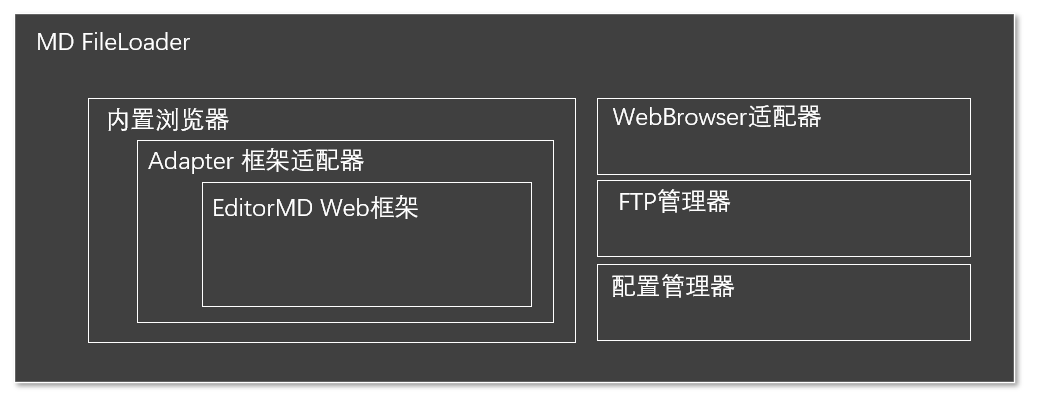 MD FileLoader
内置浏览器
Adapter 框架适配器
EditorMD Web框架
WebBrowser适配器
FTP管理器
配置管理器